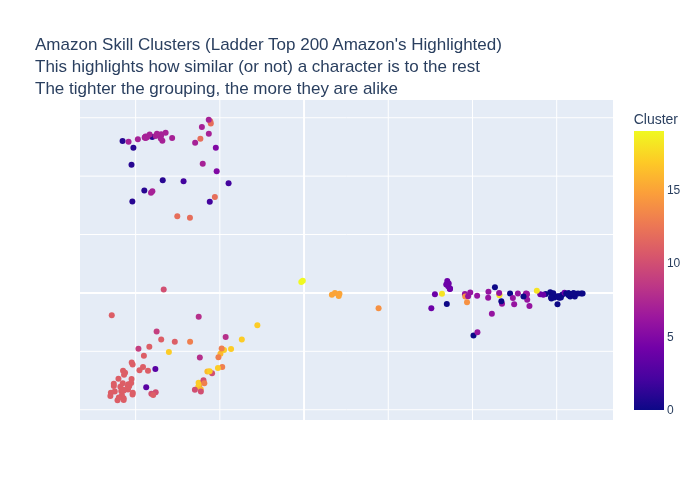 Amazon Skill Clusters (Ladder Top 200 Amazon's Highlighted)
This highlights how similar (or not) a character is to the rest
The tighter the grouping, the more they are alike
Cluster
15
10
5
0